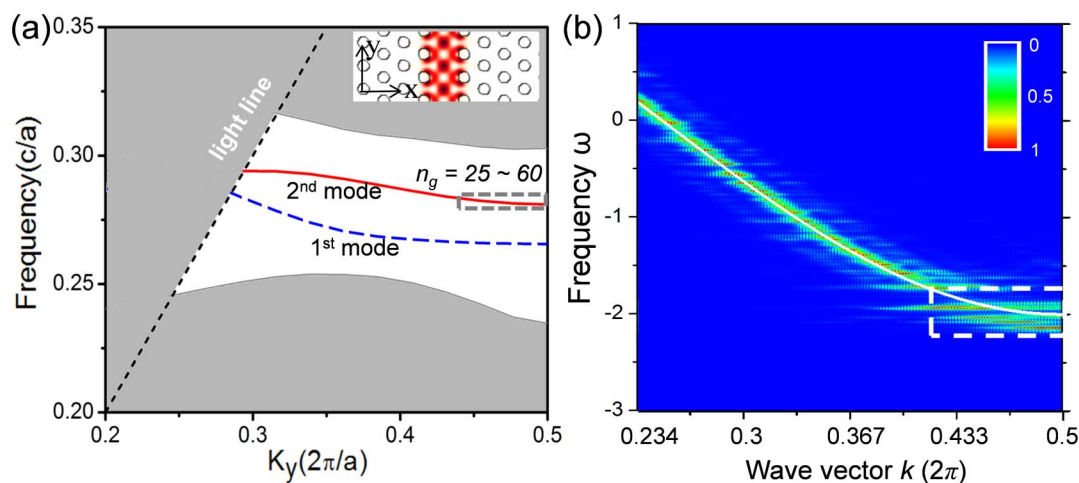 (a)
0.35
0.30
0.25
0.20
Frequency(c/a)
y
x
light line
n_g = 25 ~ 60
2nd mode
1st mode
0.2 0.3 0.4 0.5
K_y(2π/a)
(b)
1
0
-1
-2
-3
Frequency ω
0
0.5
1
0.234 0.3 0.367 0.433 0.5
Wave vector k (2π)